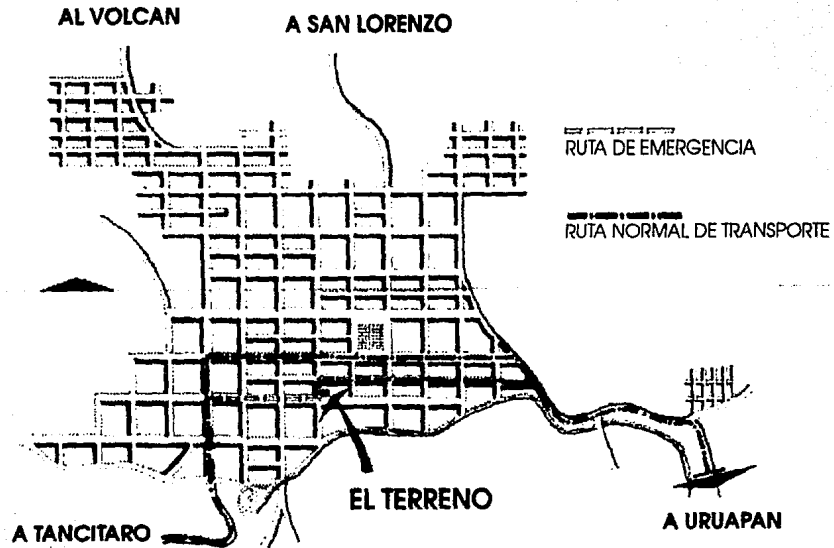 AL VOLCAN
A SAN LORENZO
RUTA DE EMERGENCIA
RUTA NORMAL DE TRANSPORTE
EL TERRENO
A TANCITARO
A URUAPAN